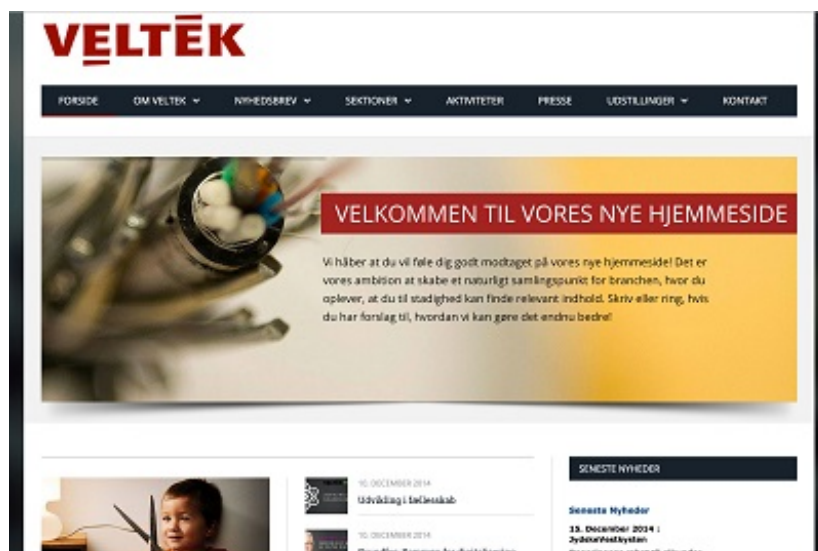 VELTEK
FORSIDE OM VELTEK NYHEDSBREV SEKTIONER AKTIVITETER PRESSE UDSTILLINGER KONTAKT
VELKOMMEN TIL VORES NYE HJEMMESIDE
Vi håber at du vil føle dig godt modtaget på vores nye hjemmeside! Det er
vores ambition at skabe et naturligt samlingspunkt for branchen, hvor du
oplever, at du til stadighed kan finde relevant indhold. Skriv eller ring, hvis
du har forslag til, hvordan vi kan gøre det endnu bedre!
10. DECEMBER 2014
Udvikling i fællesskab
10. DECEMBER 2014
SENESTE NYHEDER
Seneste Nyheder
15. December 2014 :
JydskeVestkysten